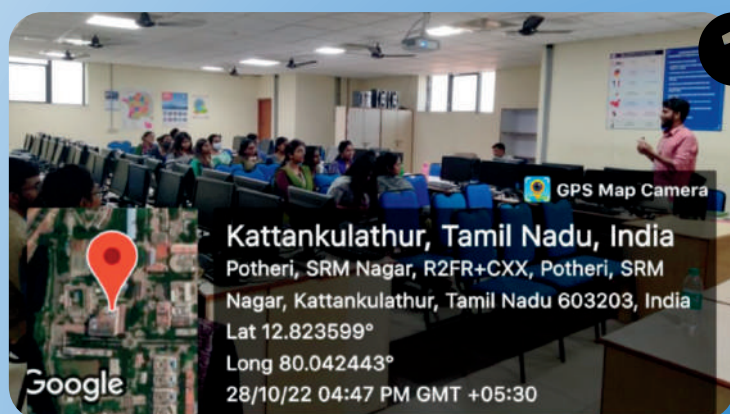 GPS Map Camera
Kattankulathur, Tamil Nadu, India
Potheri, SRM Nagar, R2FR+CXX, Potheri, SRM
Nagar, Kattankulathur, Tamil Nadu 603203, India
Lat 12.823599°
Long 80.042443°
28/10/22 04:47 PM GMT +05:30
Google